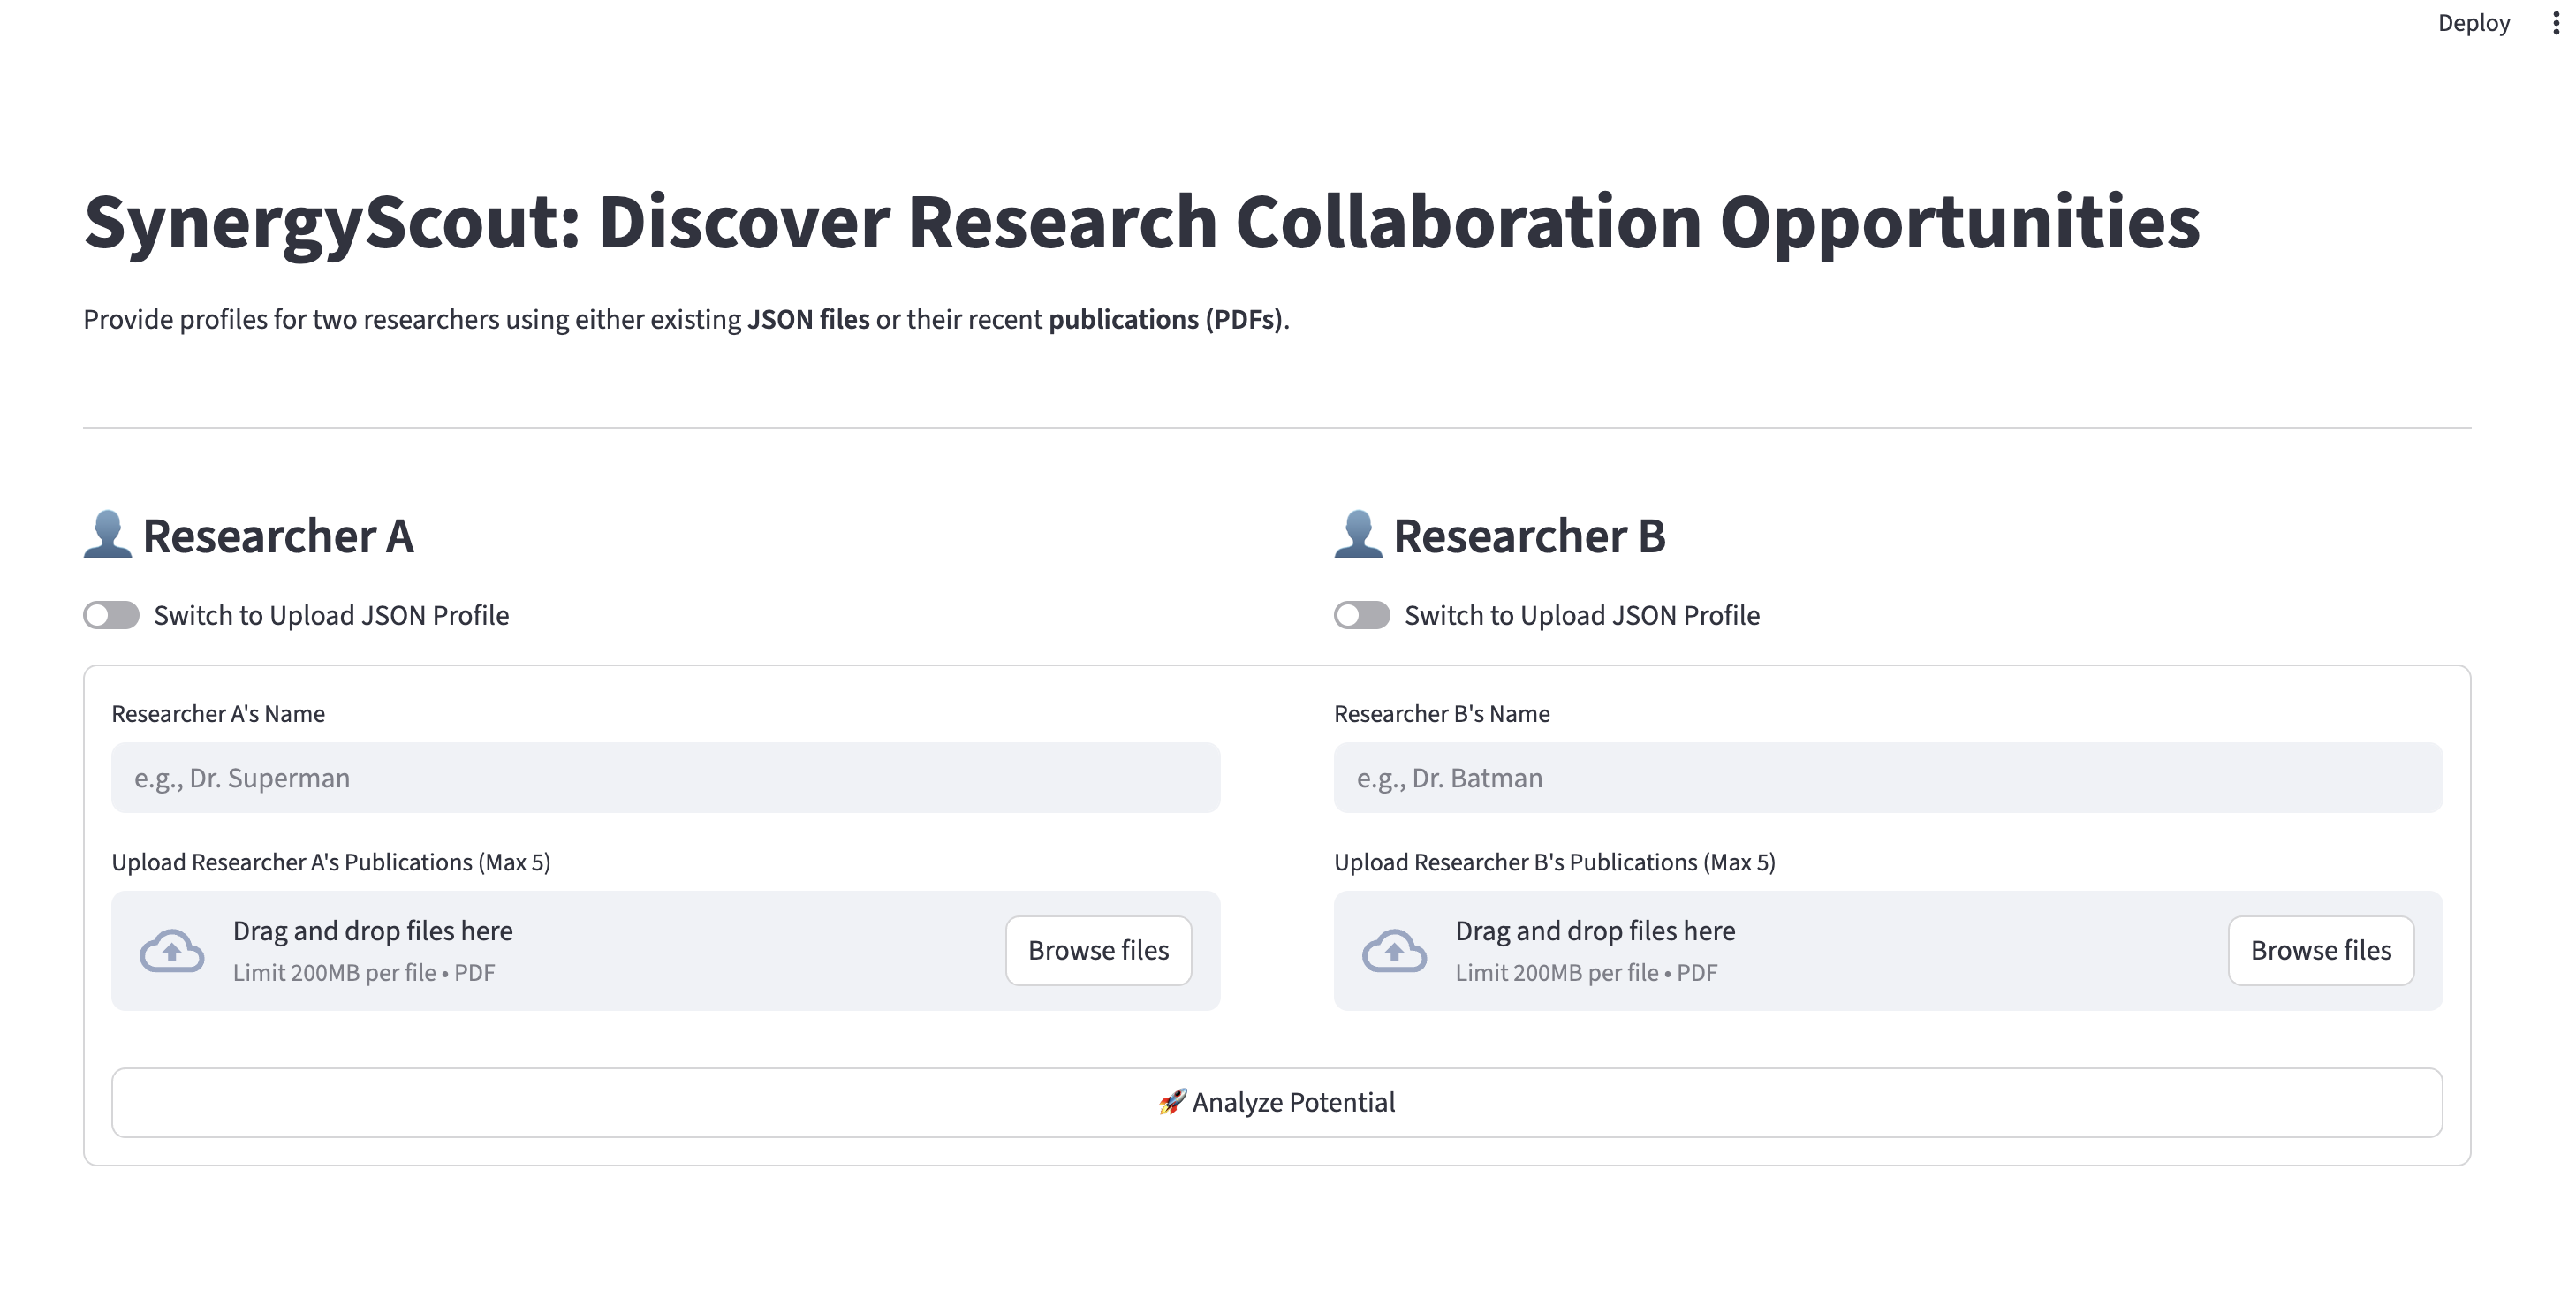 Deploy
SynergyScout: Discover Research Collaboration Opportunities
Provide profiles for two researchers using either existing JSON files or their recent publications (PDFs).
👤 Researcher A
Switch to Upload JSON Profile
Researcher A's Name
e.g., Dr. Superman
Upload Researcher A's Publications (Max 5)
Drag and drop files here
Limit 200MB per file • PDF
Browse files
👤 Researcher B
Switch to Upload JSON Profile
Researcher B's Name
e.g., Dr. Batman
Upload Researcher B's Publications (Max 5)
Drag and drop files here
Limit 200MB per file • PDF
Browse files
🚀 Analyze Potential